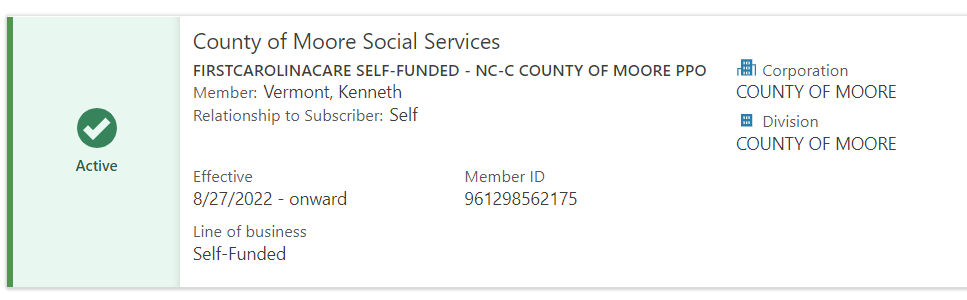 County of Moore Social Services
FIRSTCAROLINACARE SELF-FUNDED - NC-C COUNTY OF MOORE PPO
Member: Vermont, Kenneth
Relationship to Subscriber: Self
Corporation
COUNTY OF MOORE
Division
COUNTY OF MOORE
Active
Effective
8/27/2022 - onward
Member ID
961298562175
Line of business
Self-Funded